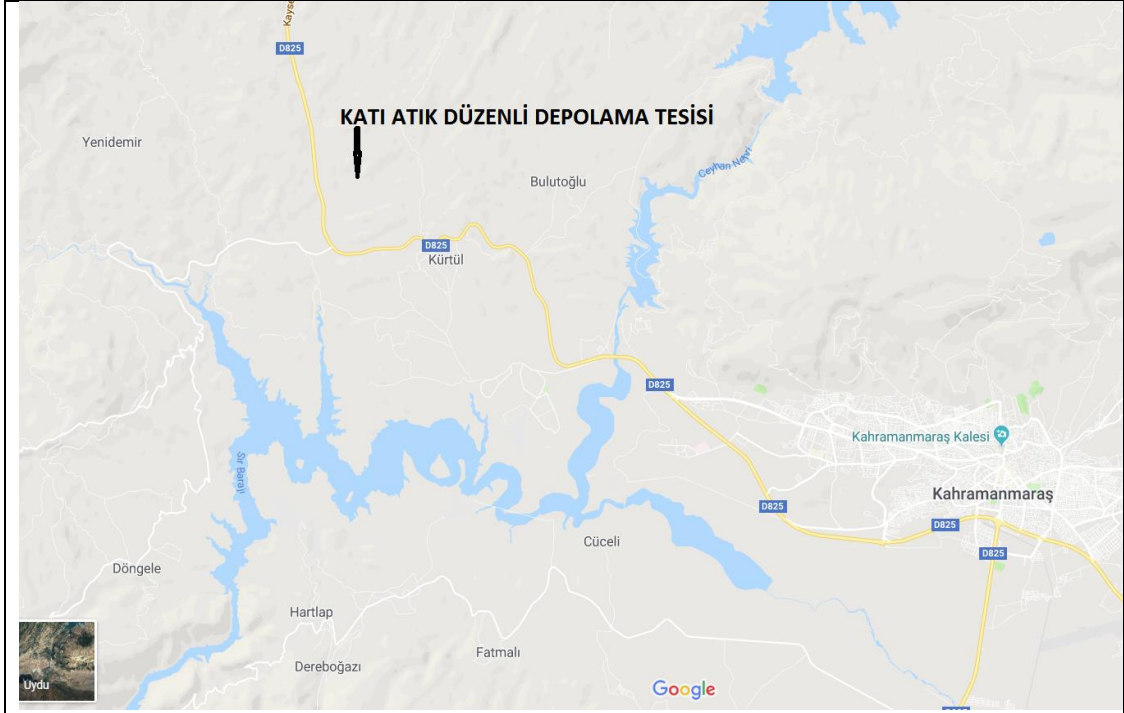 Kayse
D825
KATI ATIK DÜZENLİ DEPOLAMA TESİSİ
Yenidemir
Bulutoğlu
Ceyhan Nehri
D825
Kürtül
D825
Kahramanmaraş Kalesi
Sır Barajı
Kahramanmaraş
D825
D825
D825
Cüceli
Döngele
Hartlap
Fatmalı
Dereboğazı
Uydu
Google